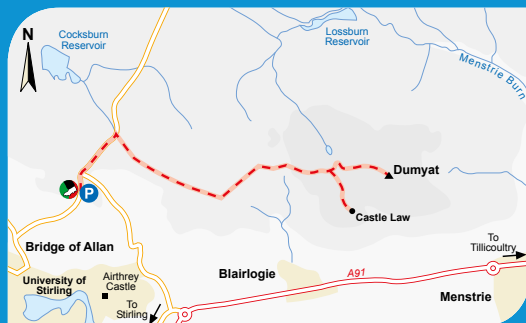 N
Cocksburn
Reservoir
Lossburn
Reservoir
Menstrie Burn
Dumyat
P
Castle Law
Bridge of Allan
To
Tillicoultry
Blairlogie
A91
University of
Stirling
Airthrey
Castle
To
Stirling
Menstrie